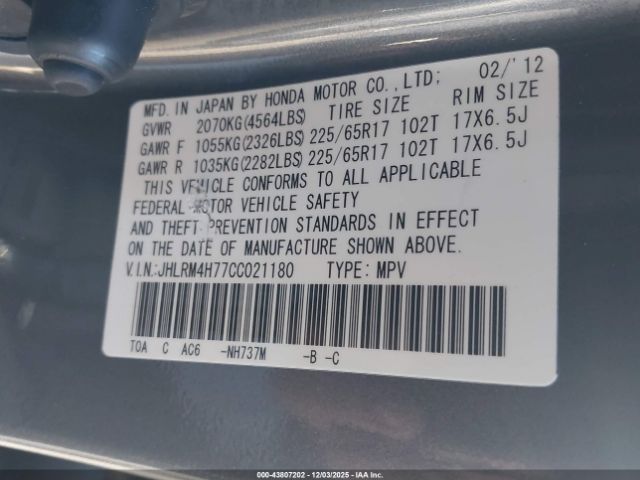 MFD. IN JAPAN BY HONDA MOTOR CO.,LTD; 02/'12
GVWR 2070KG(4564LBS) TIRE SIZE RIM SIZE
GAWR F 1055KG(2326LBS) 225/65R17 102T 17X6.5J
GAWR R 1035KG(2282LBS) 225/65R17 102T 17X6.5J
THIS VEHICLE CONFORMS TO ALL APPLICABLE
FEDERAL MOTOR VEHICLE SAFETY
AND THEFT PREVENTION STANDARDS IN EFFECT
ON THE DATE OF MANUFACTURE SHOWN ABOVE.
V.I.N.:JHLRM4H77CC021180 TYPE: MPV
TOA C AC6 -NH737M -B -C
000-43807202 - 12/03/2025 - IAAI.com